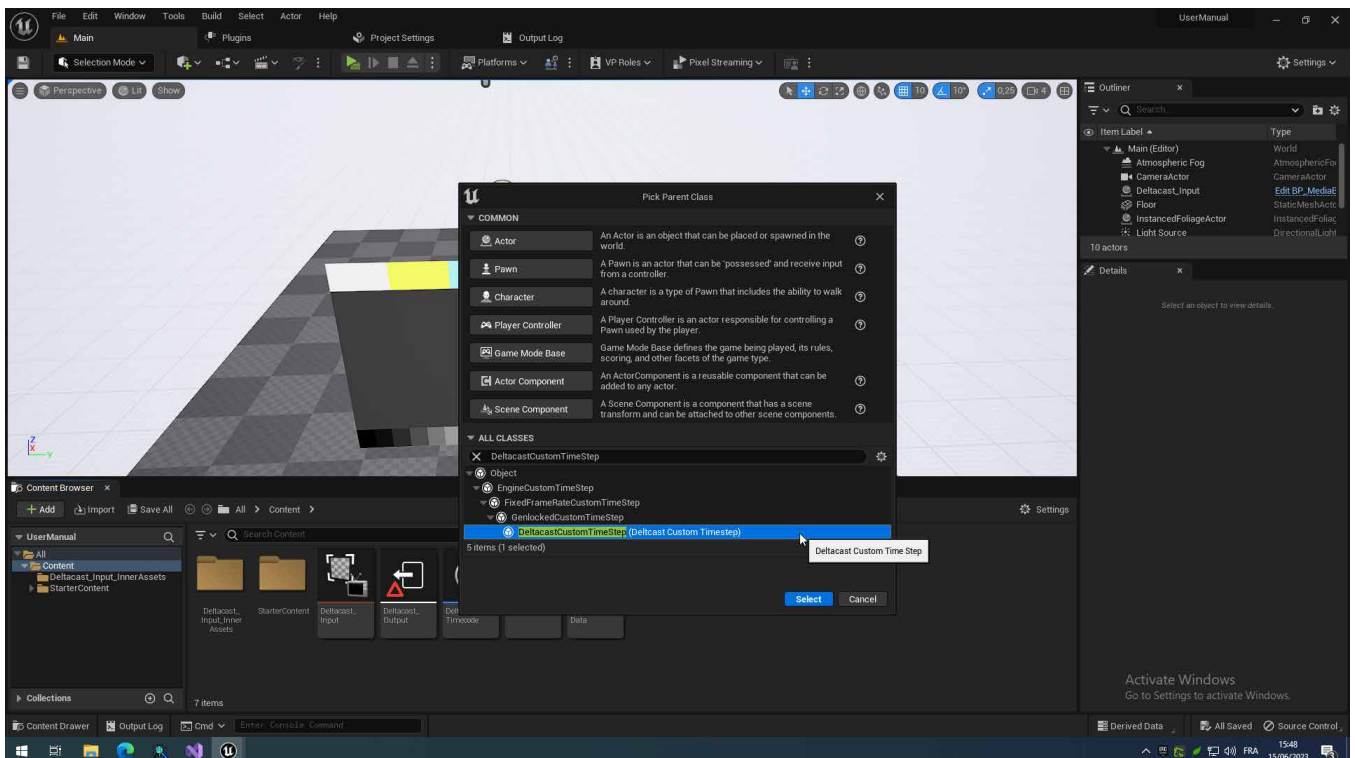 File Edit Window Tools Build Select Actor Help
UserManual
Main
Plugins
Project Settings
Output Log
Selection Mode
Platforms
VP Roles
Pixel Streaming
Settings
Perspective
Lit
Show
10
10°
0,25
4
Outliner
Search...
Item Label
Type
Main (Editor)
World
Atmospheric Fog
AtmosphericFo
CameraActor
CameraActor
Deltacast_Input
Edit BP_MediaE
Floor
StaticMeshActo
InstancedFoliageActor
InstancedFoliag
Light Source
DirectionalLight
10 actors
Details
Select an object to view details.
Pick Parent Class
COMMON
Actor
An Actor is an object that can be placed or spawned in the
world.
Pawn
A Pawn is an actor that can be 'possessed' and receive input
from a controller.
Character
A character is a type of Pawn that includes the ability to walk
around.
Player Controller
A Player Controller is an actor responsible for controlling a
Pawn used by the player.
Game Mode Base
Game Mode Base defines the game being played, its rules,
scoring, and other facets of the game type.
Actor Component
An ActorComponent is a reusable component that can be
added to any actor.
Scene Component
A Scene Component is a component that has a scene
transform and can be attached to other scene components.
ALL CLASSES
DeltacastCustomTimeStep
Object
EngineCustomTimeStep
FixedFrameRateCustomTimeStep
GenlockedCustomTimeStep
DeltacastCustomTimeStep (Deltcast Custom Timestep)
5 items (1 selected)
Deltacast Custom Time Step
Select
Cancel
Z
X
Y
Content Browser
Add
Import
Save All
All
Content
Settings
UserManual
Search Content
All
Content
Deltacast_Input_InnerAssets
StarterContent
Deltacast_
Input_Inner
Assets
StarterContent
Deltacast_
Input
Deltacast_
Output
Delt
Timecode
Data
Collections
7 items
Activate Windows
Go to Settings to activate Windows.
Content Drawer
Output Log
Cmd
Enter Console Command
Derived Data
All Saved
Source Control
FRA
15:48
15/06/2023